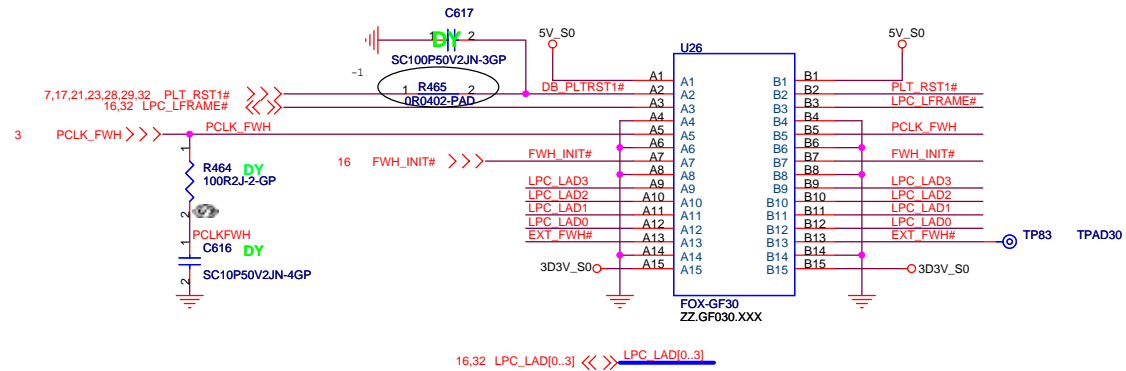 C617
1 DY 2
SC100P50V2JN-3GP
5V_S0
5V_S0
U26
-1
R465
1 2
0R0402-PAD
7,17,21,23,28,29,32 PLT_RST1#
16,32 LPC_LFRAME#
DB_PLTRST1#
3 PCLK_FWH
PCLK_FWH
16 FWH_INIT#
FWH_INIT#
LPC_LAD3
LPC_LAD2
LPC_LAD1
LPC_LAD0
EXT_FWH#
3D3V_S0
A1 A1 B1 B1
A2 A2 B2 B2 PLT_RST1#
A3 A3 B3 B3 LPC_LFRAME#
A4 A4 B4 B4
A5 A5 B5 B5 PCLK_FWH
A6 A6 B6 B6
A7 A7 B7 B7 FWH_INIT#
A8 A8 B8 B8
A9 A9 B9 B9 LPC_LAD3
A10 A10 B10 B10 LPC_LAD2
A11 A11 B11 B11 LPC_LAD1
A12 A12 B12 B12 LPC_LAD0
A13 A13 B13 B13 EXT_FWH#
A14 A14 B14 B14
A15 A15 B15 B15 3D3V_S0
TP83 TPAD30
1
R464 DY
100R2J-2-GP
2
PCLKFWH
1
C616 DY
SC10P50V2JN-4GP
2
FOX-GF30
ZZ.GF030.XXX
16,32 LPC_LAD[0..3]
LPC_LAD[0..3]